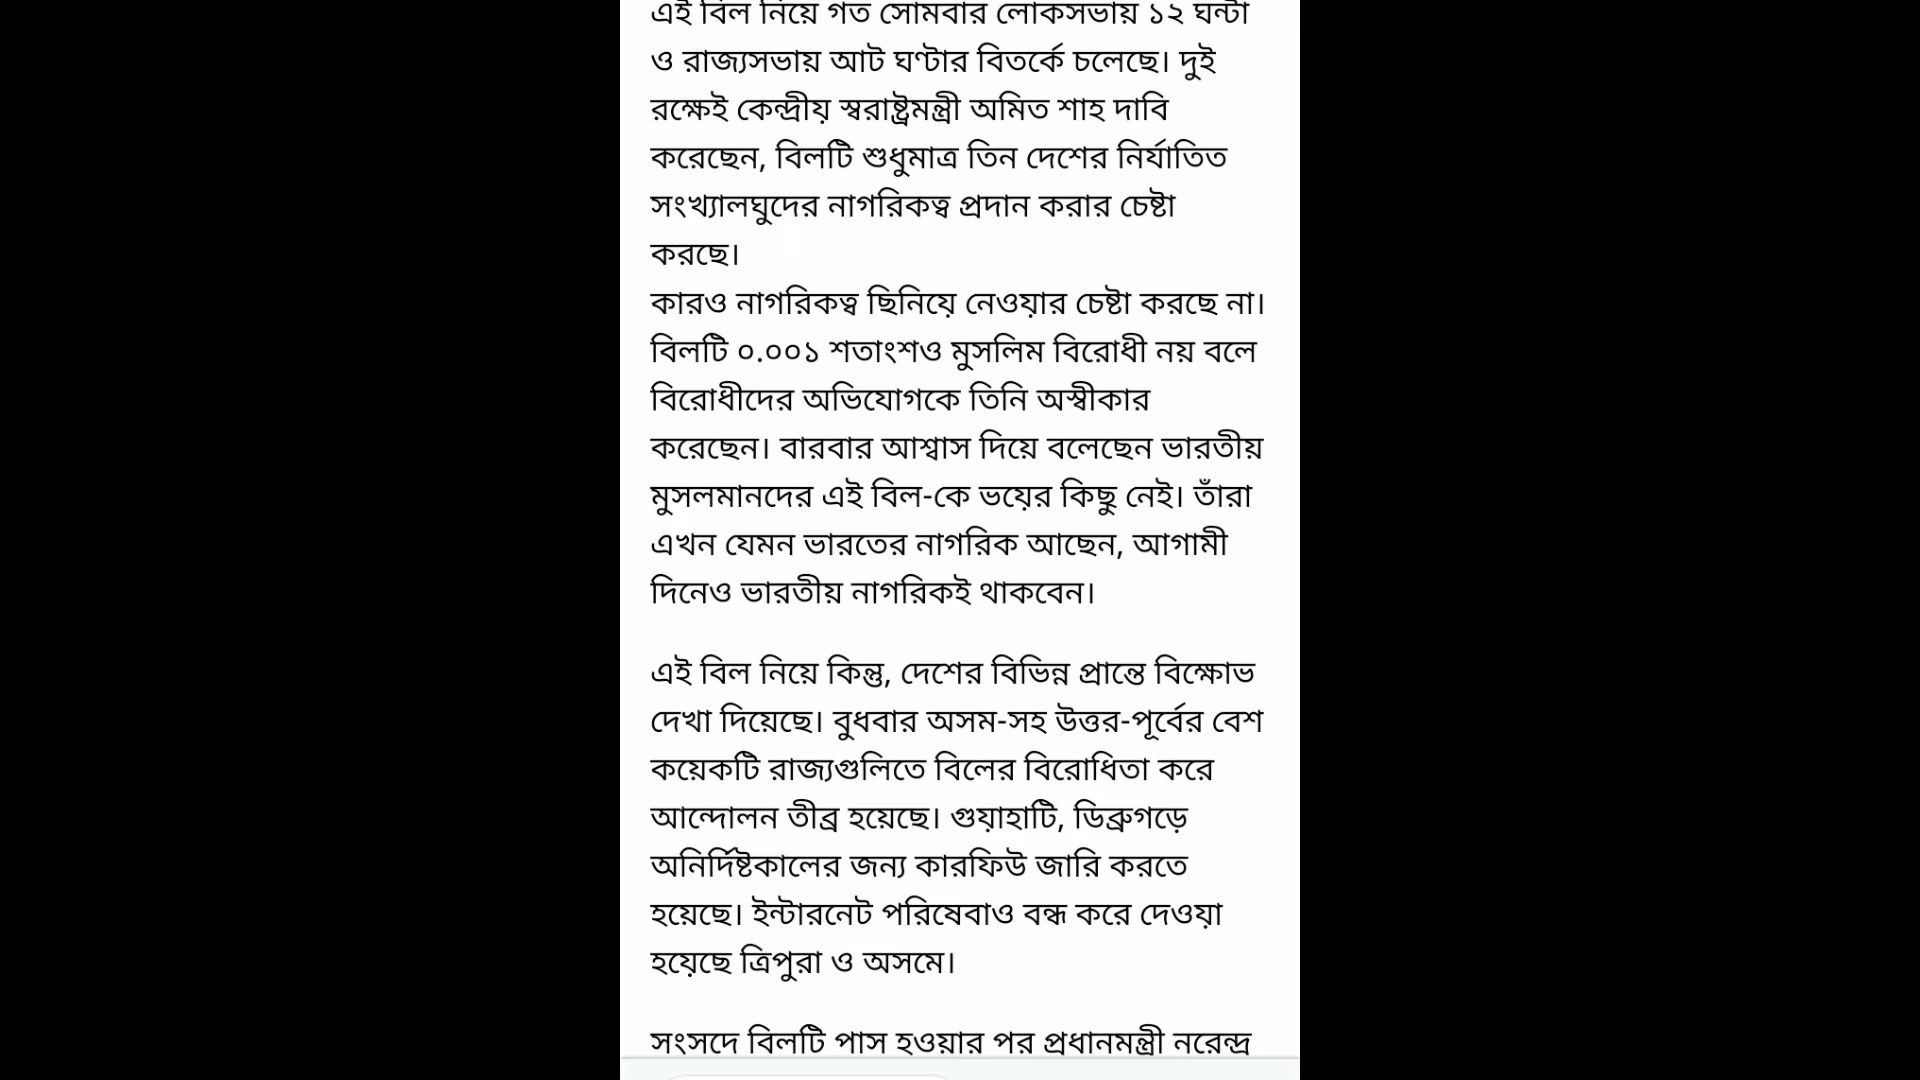 এই বিল নিয়ে গত সোমবার লোকসভায় ১২ ঘন্টা
ও রাজ্যসভায় আট ঘণ্টার বিতর্কে চলেছে। দুই
রক্ষেই কেন্দ্রীয় স্বরাষ্ট্রমন্ত্রী অমিত শাহ দাবি
করেছেন, বিলটি শুধুমাত্র তিন দেশের নির্যাতিত
সংখ্যালঘুদের নাগরিকত্ব প্রদান করার চেষ্টা
করছে।
কারও নাগরিকত্ব ছিনিয়ে নেওয়ার চেষ্টা করছে না।
বিলটি ০.০০১ শতাংশও মুসলিম বিরোধী নয় বলে
বিরোধীদের অভিযোগকে তিনি অস্বীকার
করেছেন। বারবার আশ্বাস দিয়ে বলেছেন ভারতীয়
মুসলমানদের এই বিল-কে ভয়ের কিছু নেই। তাঁরা
এখন যেমন ভারতের নাগরিক আছেন, আগামী
দিনেও ভারতীয় নাগরিকই থাকবেন।
এই বিল নিয়ে কিন্তু, দেশের বিভিন্ন প্রান্তে বিক্ষোভ
দেখা দিয়েছে। বুধবার অসম-সহ উত্তর-পূর্বের বেশ
কয়েকটি রাজ্যগুলিতে বিলের বিরোধিতা করে
আন্দোলন তীব্র হয়েছে। গুয়াহাটি, ডিব্রুগড়ে
অনির্দিষ্টকালের জন্য কারফিউ জারি করতে
হয়েছে। ইন্টারনেট পরিষেবাও বন্ধ করে দেওয়া
হয়েছে ত্রিপুরা ও অসমে।
সংসদে বিলটি পাস হওয়ার পর প্রধানমন্ত্রী নরেন্দ্র